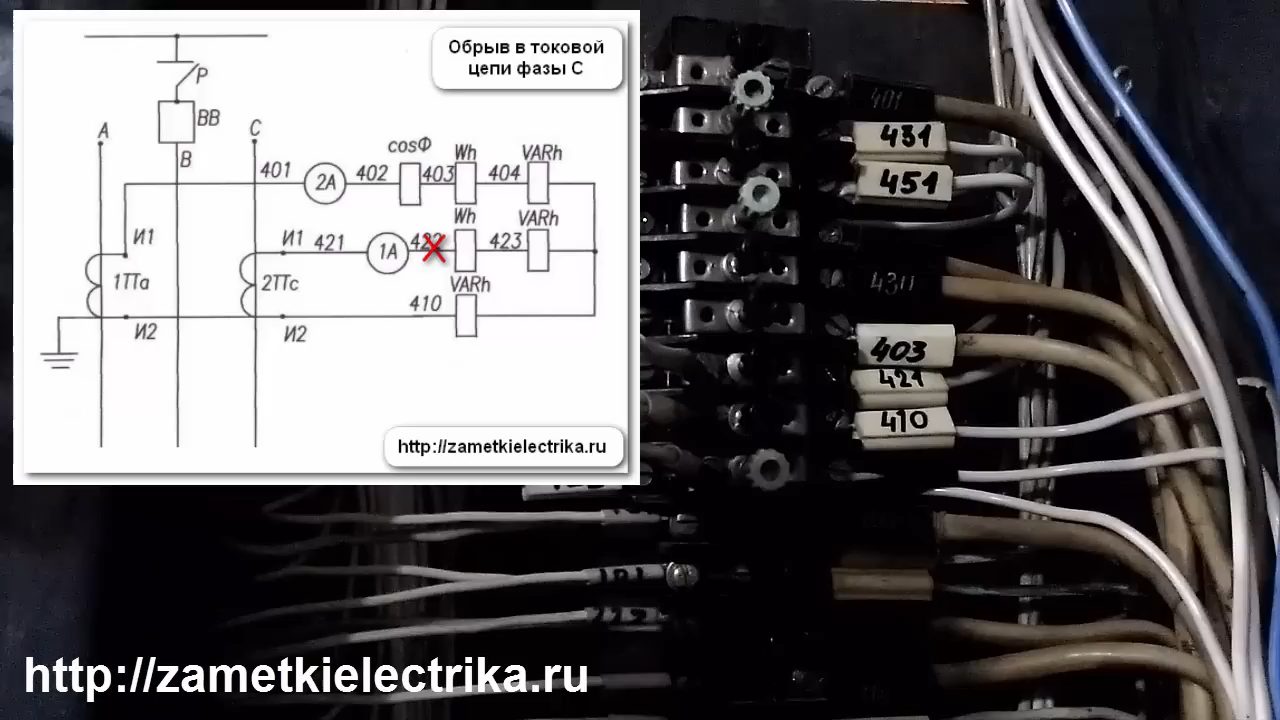 Обрыв в токовой
цепи фазы С
Р
ВВ
В
А
С
cosФ
Wh
VARh
401
2А
402
403
404
Wh
VARh
И1
И1
421
1А
422
423
1ТТа
2ТТс
VARh
410
И2
И2
http://zametkielectrika.ru
401
431
451
430
403
421
410
http://zametkielectrika.ru